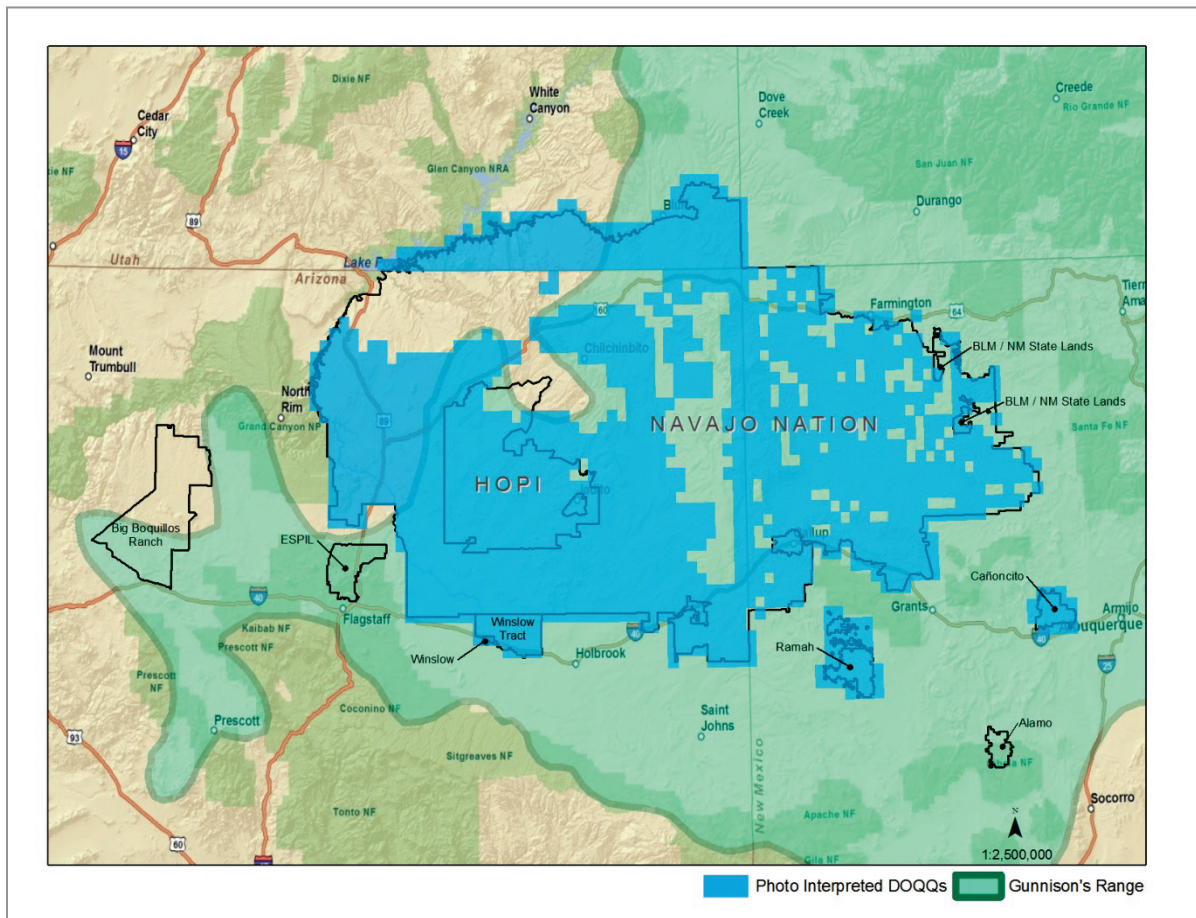 Dixie NF
White
Canyon
Creede
Rio Grande NF
Dove
Creek
Cedar
City
15
Glen Canyon NRA
San Juan NF
Durango
89
Utah
Arizona
Farmington
64
60
Chilchinbito
BLM / NM State Lands
Mount
Trumbull
North
Rim
Grand Canyon NP
89
BLM / NM State Lands
NAVAJO NATION
Santa Fe NF
HOPI
Big Boquillos
Ranch
ESPIL
Cañoncito
40
Flagstaff
Grants
Armijo
40
Kaibab NF
Prescott NF
Winslow
Tract
40
Winslow
Holbrook
Ramah
25
Prescott
NF
Coconino NF
Prescott
Saint
Johns
Alamo
93
Sitgreaves NF
New Mexico
Socorro
Tonto NF
Apache NF
60
N
1:2,500,000
Gila NF
Photo Interpreted DOQQs
Gunnison's Range